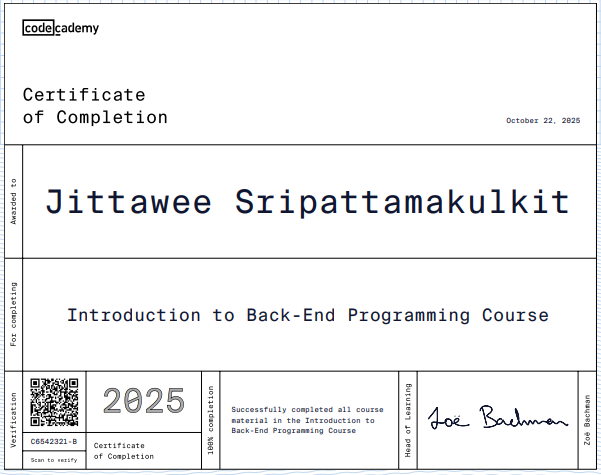 codecademy
Certificate
of Completion
October 22, 2025
Awarded to
Jittawee Sripattamakulkit
For completing
Introduction to Back-End Programming Course
Verification
C6542321-B
Scan to verify
2025
Certificate
of Completion
100% completion
Successfully completed all course
material in the Introduction to
Back-End Programming Course
Head of Learning
Zoë Bachman
Zoë Bachman